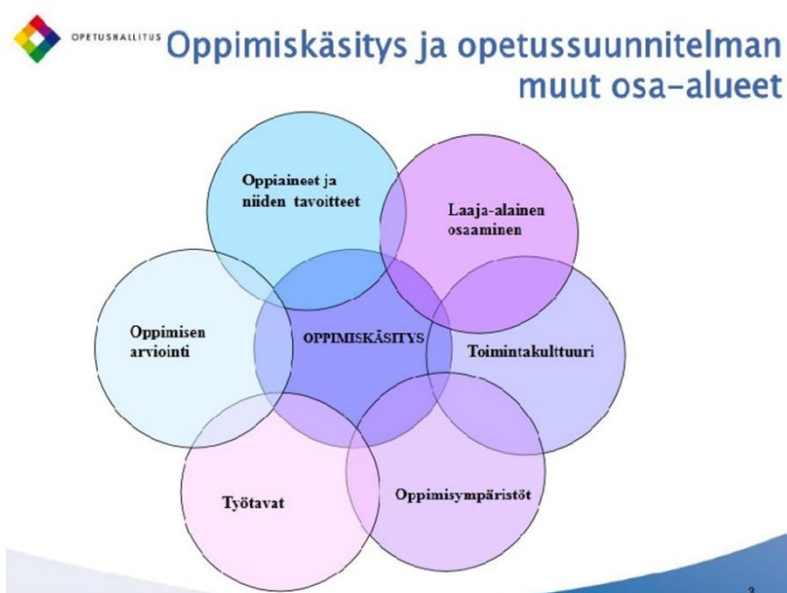 OPETUSHALLITUS
Oppimiskäsitys ja opetussuunnitelman
muut osa-alueet
Oppiaineet ja
niiden tavoitteet
Laaja-alainen
osaaminen
Oppimisen
arviointi
OPPIMISKÄSITYS
Toimintakulttuuri
Työtavat
Oppimisympäristöt